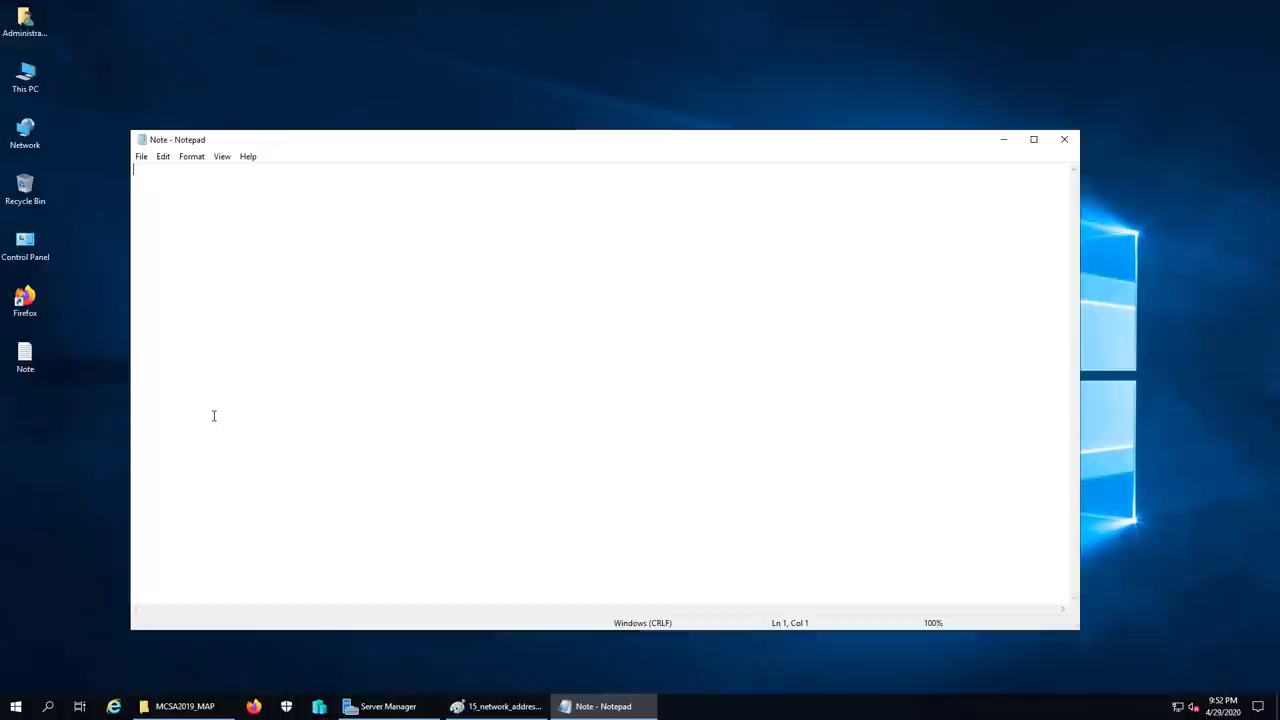 Administra...
This PC
Network
Recycle Bin
Control Panel
Firefox
Note
Note - Notepad
File Edit Format View Help
Windows (CRLF) Ln 1, Col 1 100%
MCSA2019_MAP Server Manager 15_network_addres... Note - Notepad
9:52 PM
4/29/2020